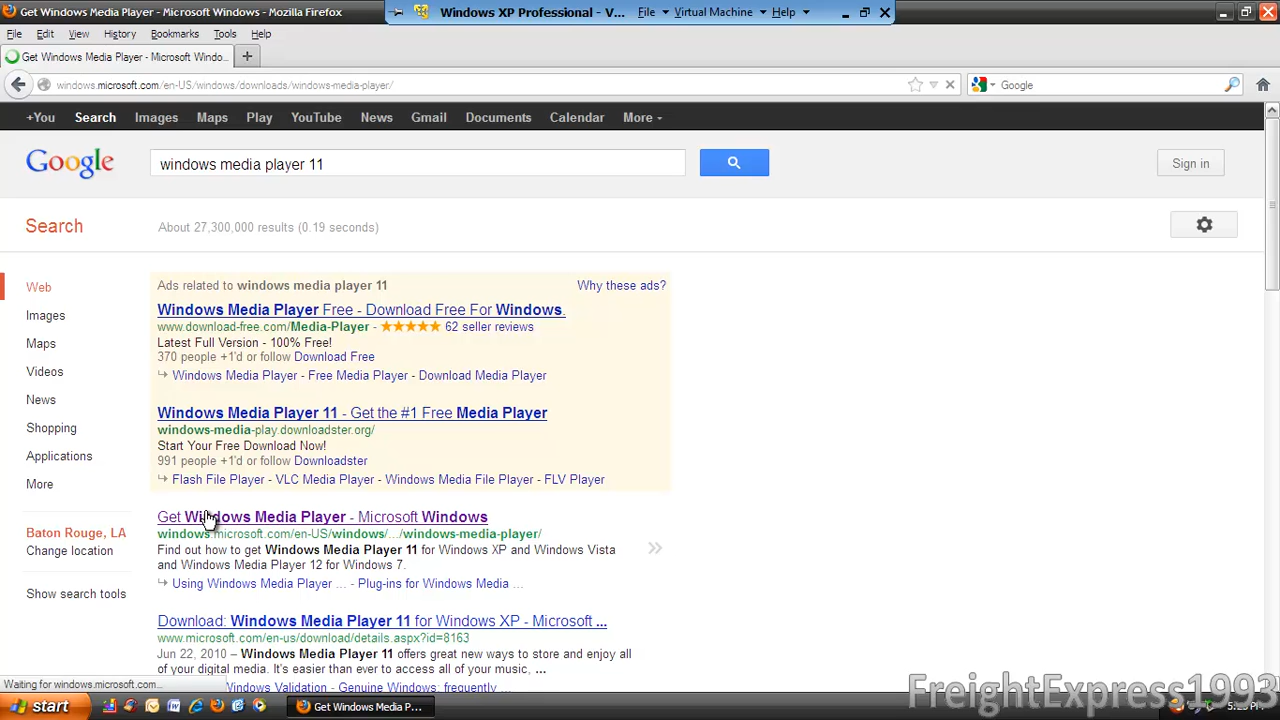 Get Windows Media Player - Microsoft Windows - Mozilla Firefox
Windows XP Professional - V...
File
Virtual Machine
Help
File Edit View History Bookmarks Tools Help
Get Windows Media Player - Microsoft Windo...
windows.microsoft.com/en-US/windows/downloads/windows-media-player/
Google
+You Search Images Maps Play YouTube News Gmail Documents Calendar More
Google
windows media player 11
Sign in
Search
About 27,300,000 results (0.19 seconds)
Web
Images
Maps
Videos
News
Shopping
Applications
More
Baton Rouge, LA
Change location
Show search tools
Ads related to windows media player 11
Why these ads?
Windows Media Player Free - Download Free For Windows.
www.download-free.com/Media-Player - ★★★★★ 62 seller reviews
Latest Full Version - 100% Free!
370 people +1'd or follow Download Free
Windows Media Player - Free Media Player - Download Media Player
Windows Media Player 11 - Get the #1 Free Media Player
windows-media-play.downloadster.org/
Start Your Free Download Now!
991 people +1'd or follow Downloadster
Flash File Player - VLC Media Player - Windows Media File Player - FLV Player
Get Windows Media Player - Microsoft Windows
windows.microsoft.com/en-US/windows/.../windows-media-player/
Find out how to get Windows Media Player 11 for Windows XP and Windows Vista
and Windows Media Player 12 for Windows 7.
Using Windows Media Player ... - Plug-ins for Windows Media ...
Download: Windows Media Player 11 for Windows XP - Microsoft ...
www.microsoft.com/en-us/download/details.aspx?id=8163
Jun 22, 2010 – Windows Media Player 11 offers great new ways to store and enjoy all
of your digital media. It's easier than ever to access all of your music, ...
Windows Validation - Genuine Windows: frequently ...
Waiting for windows.microsoft.com...
start
Get Windows Media P...
FreightExpress1993